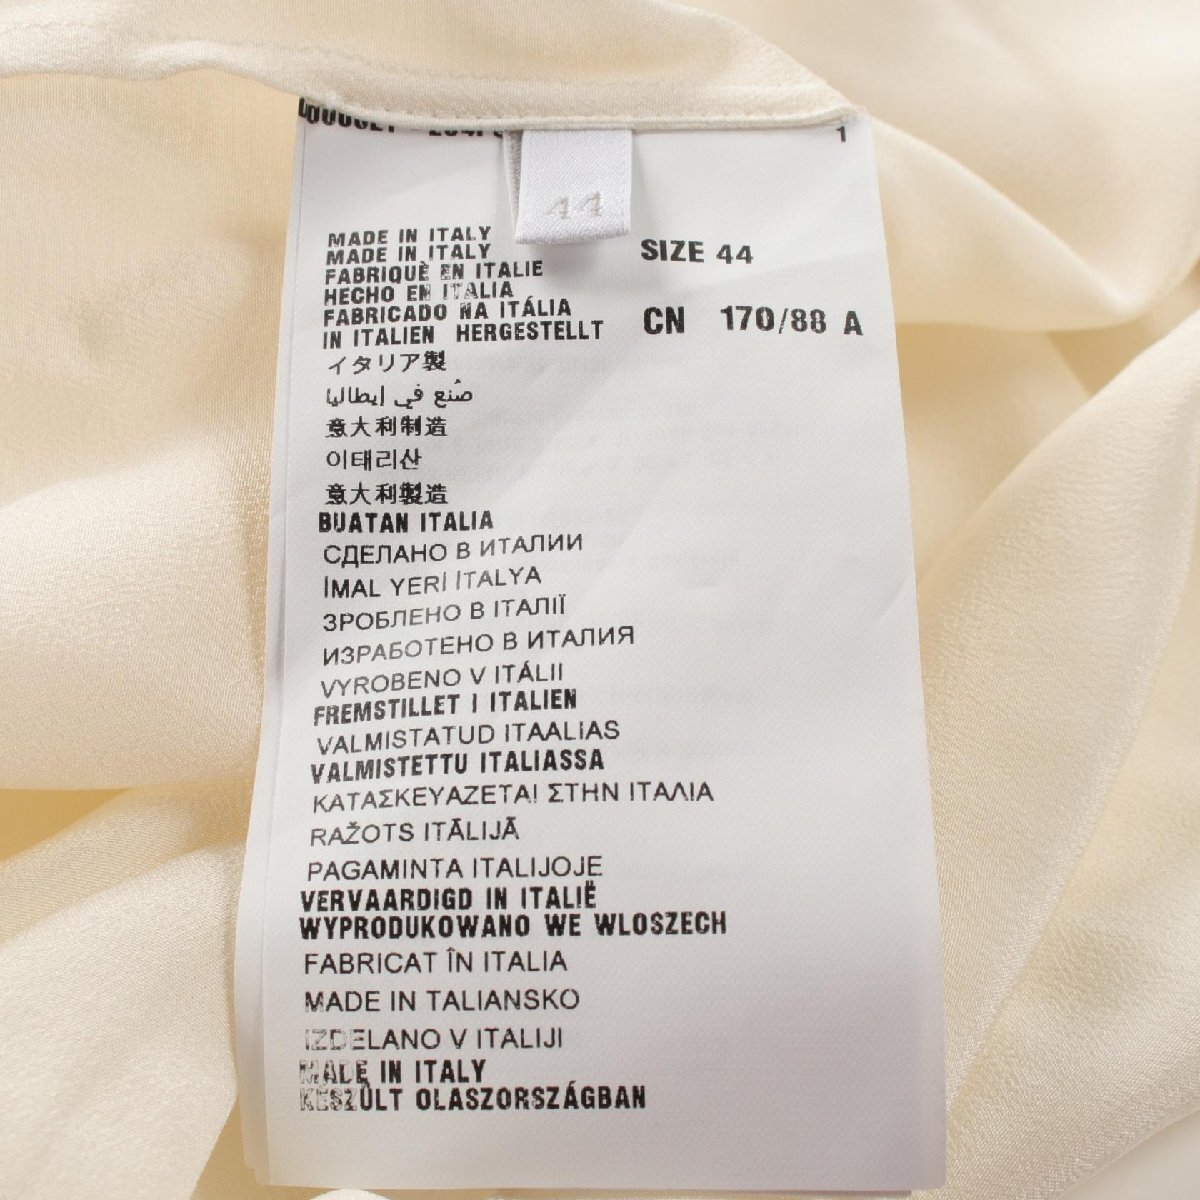 1
44
MADE IN ITALY
MADE IN ITALY
SIZE 44
FABRIQUÈ EN ITALIE
HECHO EN ITALIA
FABRICADO NA ITÁLIA
CN 170/88 A
IN ITALIEN HERGESTELLT
イタリア製
صُنع في إيطاليا
意大利制造
이태리산
意大利製造
BUATAN ITALIA
СДЕЛАНО В ИТАЛИИ
İMAL YERİ İTALYA
ЗРОБЛЕНО В ІТАЛІЇ
ИЗРАБОТЕНО В ИТАЛИЯ
VYROBENO V ITÁLII
FREMSTILLET I ITALIEN
VALMISTATUD ITAALIAS
VALMISTETTU ITALIASSA
ΚΑΤΑΣΚΕΥΑΖΕΤΑΙ ΣΤΗΝ ΙΤΑΛΙΑ
RAŽOTS ITĀLIJĀ
PAGAMINTA ITALIJOJE
VERVAARDIGD IN ITALIË
WYPRODUKOWANO WE WLOSZECH
FABRICAT ÎN ITALIA
MADE IN TALIANSKO
IZDELANO V ITALIJI
MADE IN ITALY
KÉSZÜLT OLASZORSZÁGBAN